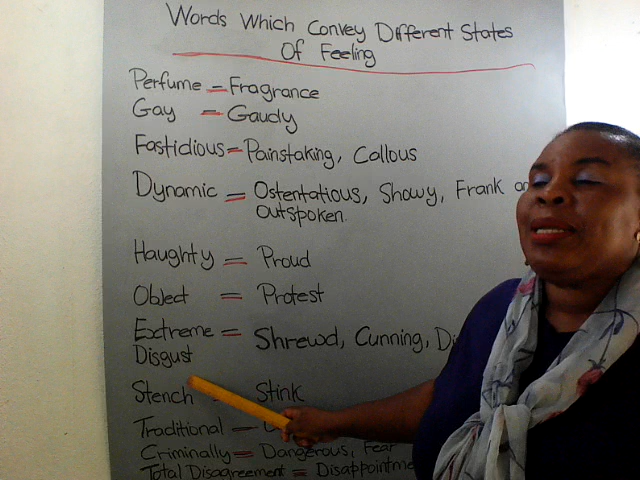 Words Which Convey Different States
Of Feeling
Perfume = Fragrance
Gay = Gaudy
Fastidious = Painstaking, Callous
Dynamic = Ostentatious, Showy, Frank
outspoken
Haughty = Proud
Object = Protest
Extreme = Shrewd, Cunning,
Disgust
Stench = Stink
Traditional =
Criminally = Dangerous, Fear
Total Disagreement =